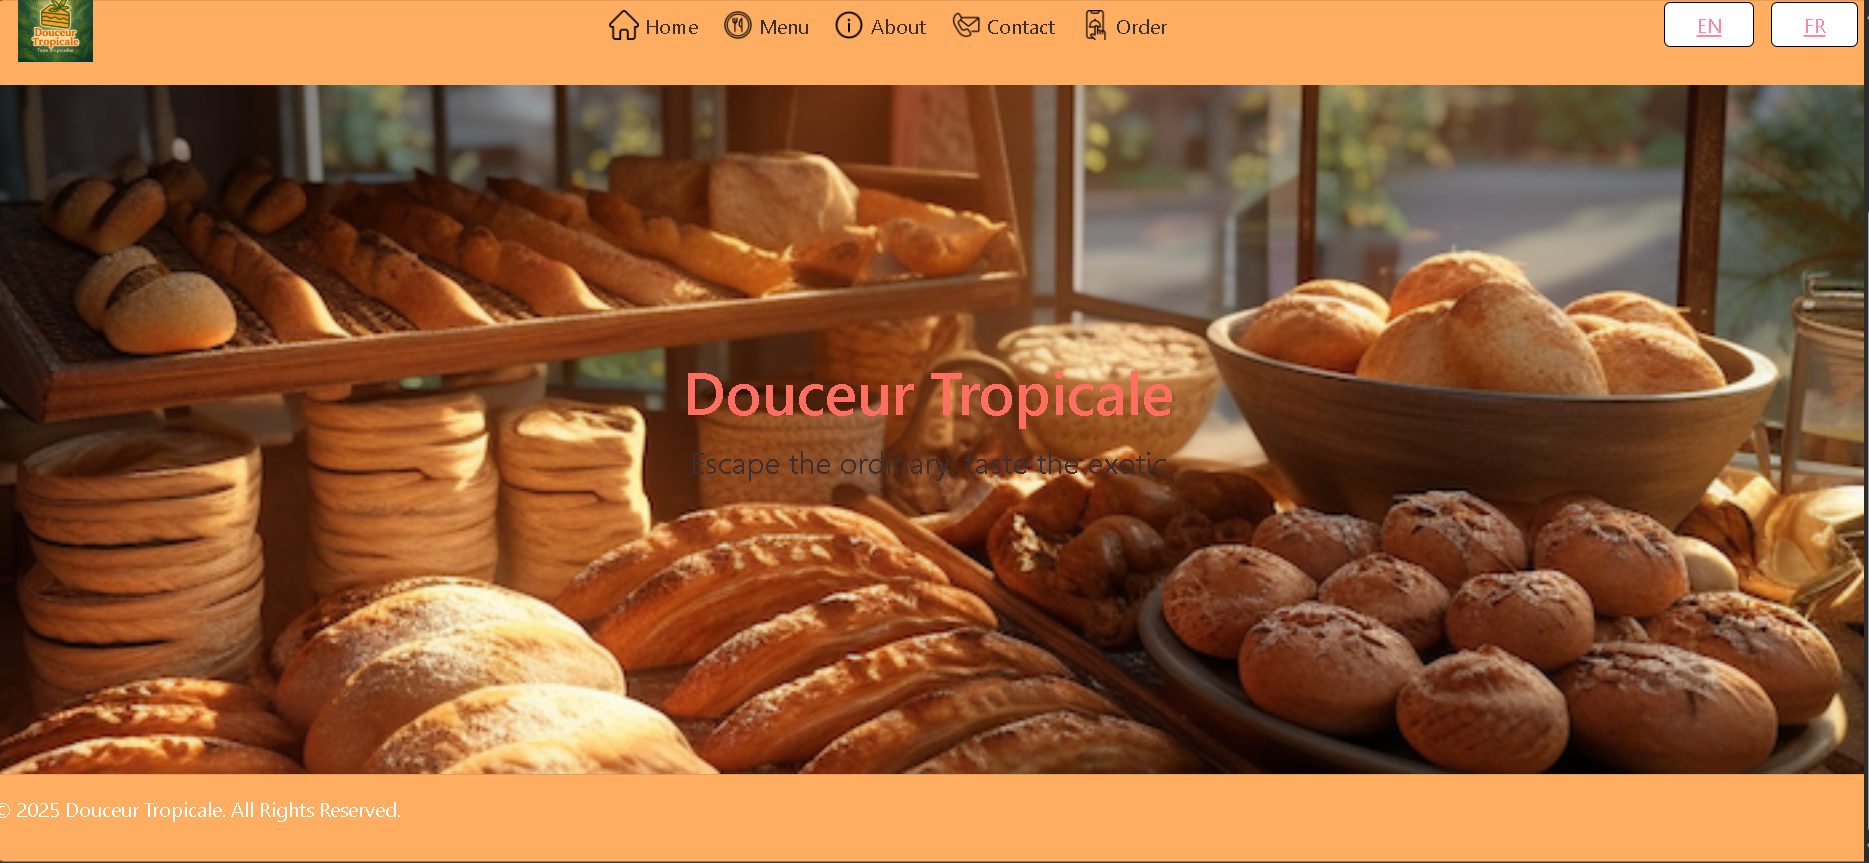 Douceur
Tropicale
Home Menu About Contact Order
EN FR
Douceur Tropicale
Escape the ordinary, taste the exotic
© 2025 Douceur Tropicale. All Rights Reserved.